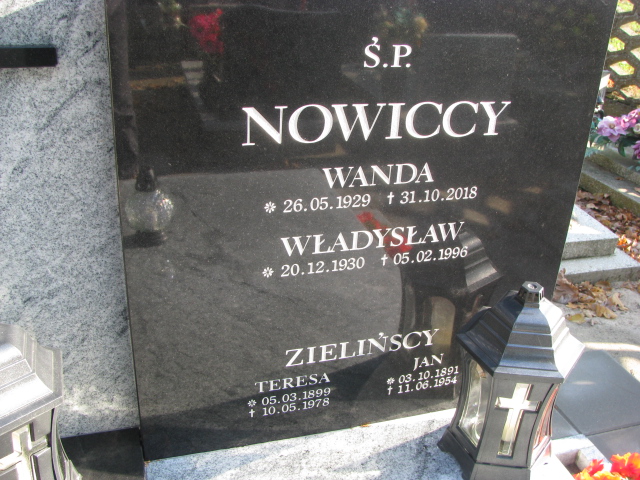 Ś.P.
NOWICCY
WANDA
* 26.05.1929 † 31.10.2018
WŁADYSŁAW
* 20.12.1930 † 05.02.1996
ZIELIŃSCY
TERESA
* 05.03.1899
† 10.05.1978
JAN
* 03.10.1891
† 11.06.1954